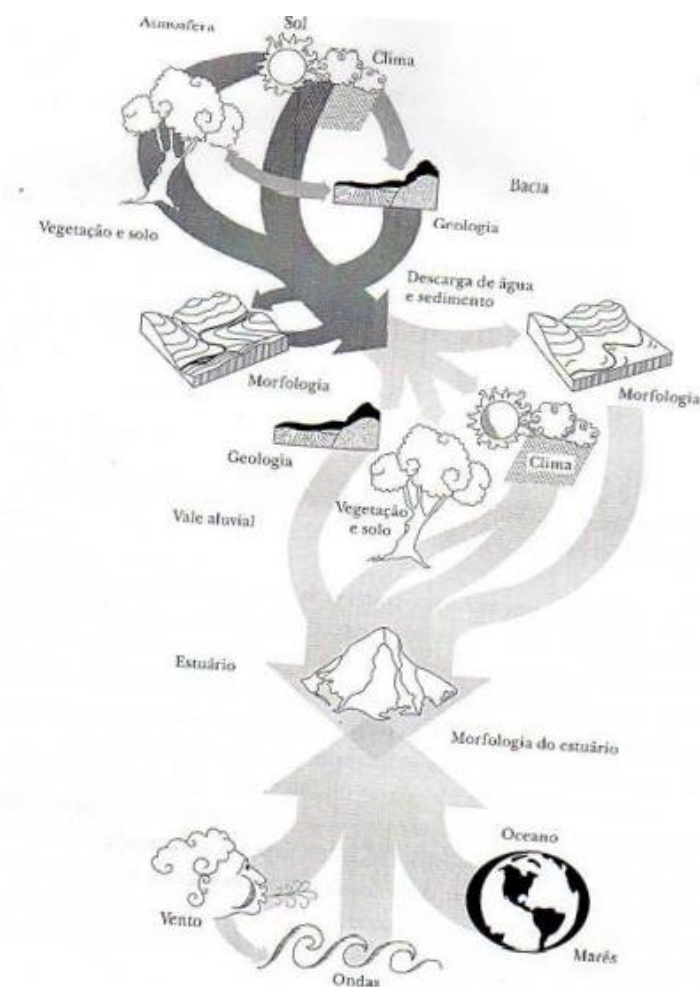 Atmosfera
Sol
Clima
Bacia
Vegetação e solo
Geologia
Descarga de água
e sedimento
Morfologia
Morfologia
Geologia
Clima
Vegetação
e solo
Vale aluvial
Estuário
Morfologia do estuário
Oceano
Vento
Marés
Ondas